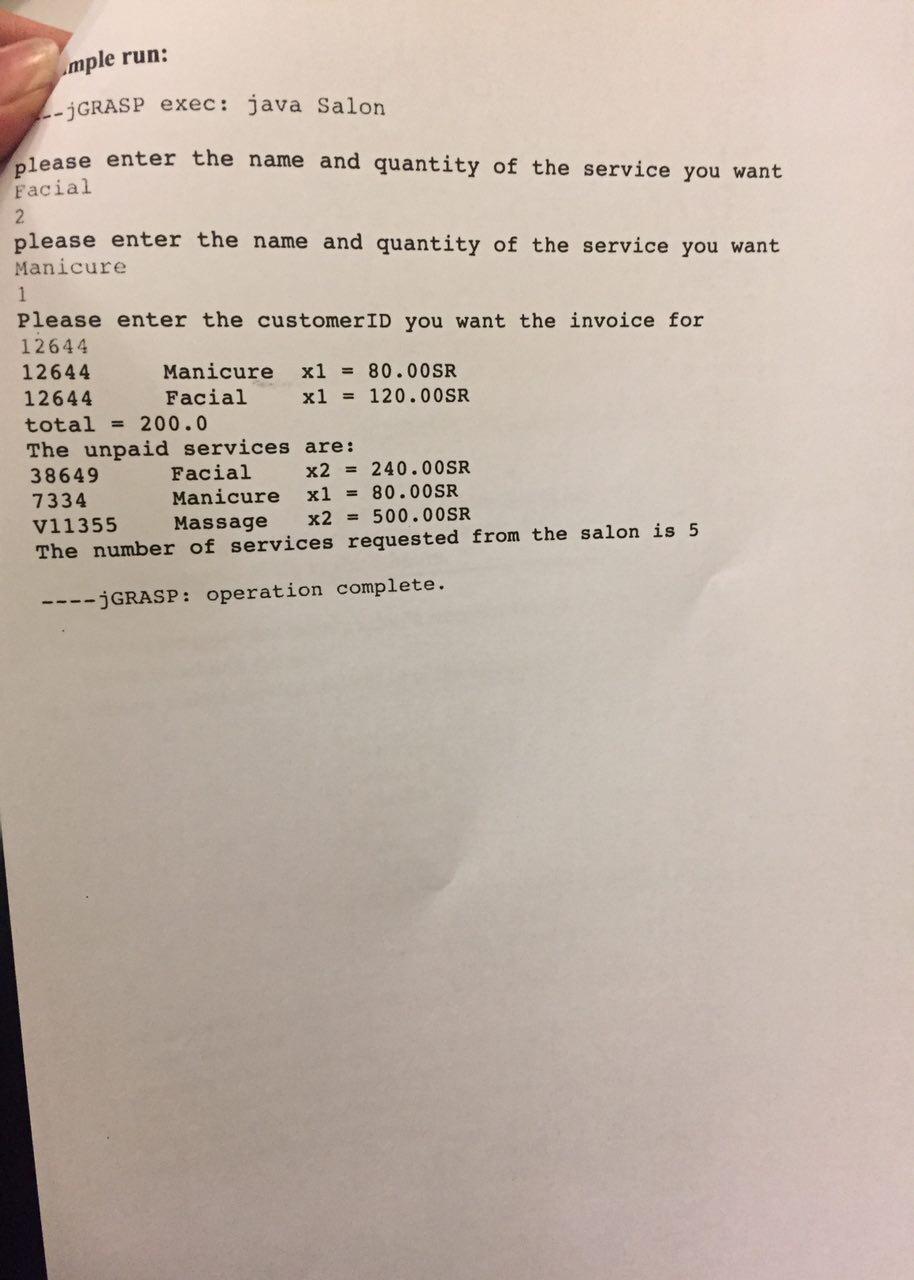 mple run:
--jGRASP exec: java Salon
please enter the name and quantity of the service you want
Facial
2
please enter the name and quantity of the service you want
Manicure
1
Please enter the customerID you want the invoice for
12644
12644 Manicure x1 = 80.00SR
12644 Facial x1 = 120.00SR
total = 200.0
The unpaid services are:
38649 Facial x2 = 240.00SR
7334 Manicure x1 = 80.00SR
V11355 Massage x2 = 500.00SR
The number of services requested from the salon is 5
----jGRASP: operation complete.